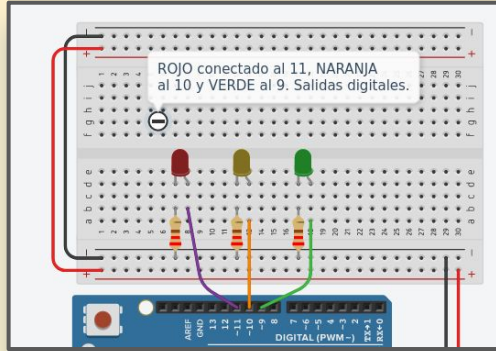 ROJO conectado al 11, NARANJA
al 10 y VERDE al 9. Salidas digitales.
a b c d e
f g h i j
AREF
GND
13
12
~11
~10
~9
8
7
~6
~5
4
~3
2
TX→1
RX←0
DIGITAL (PWM~)